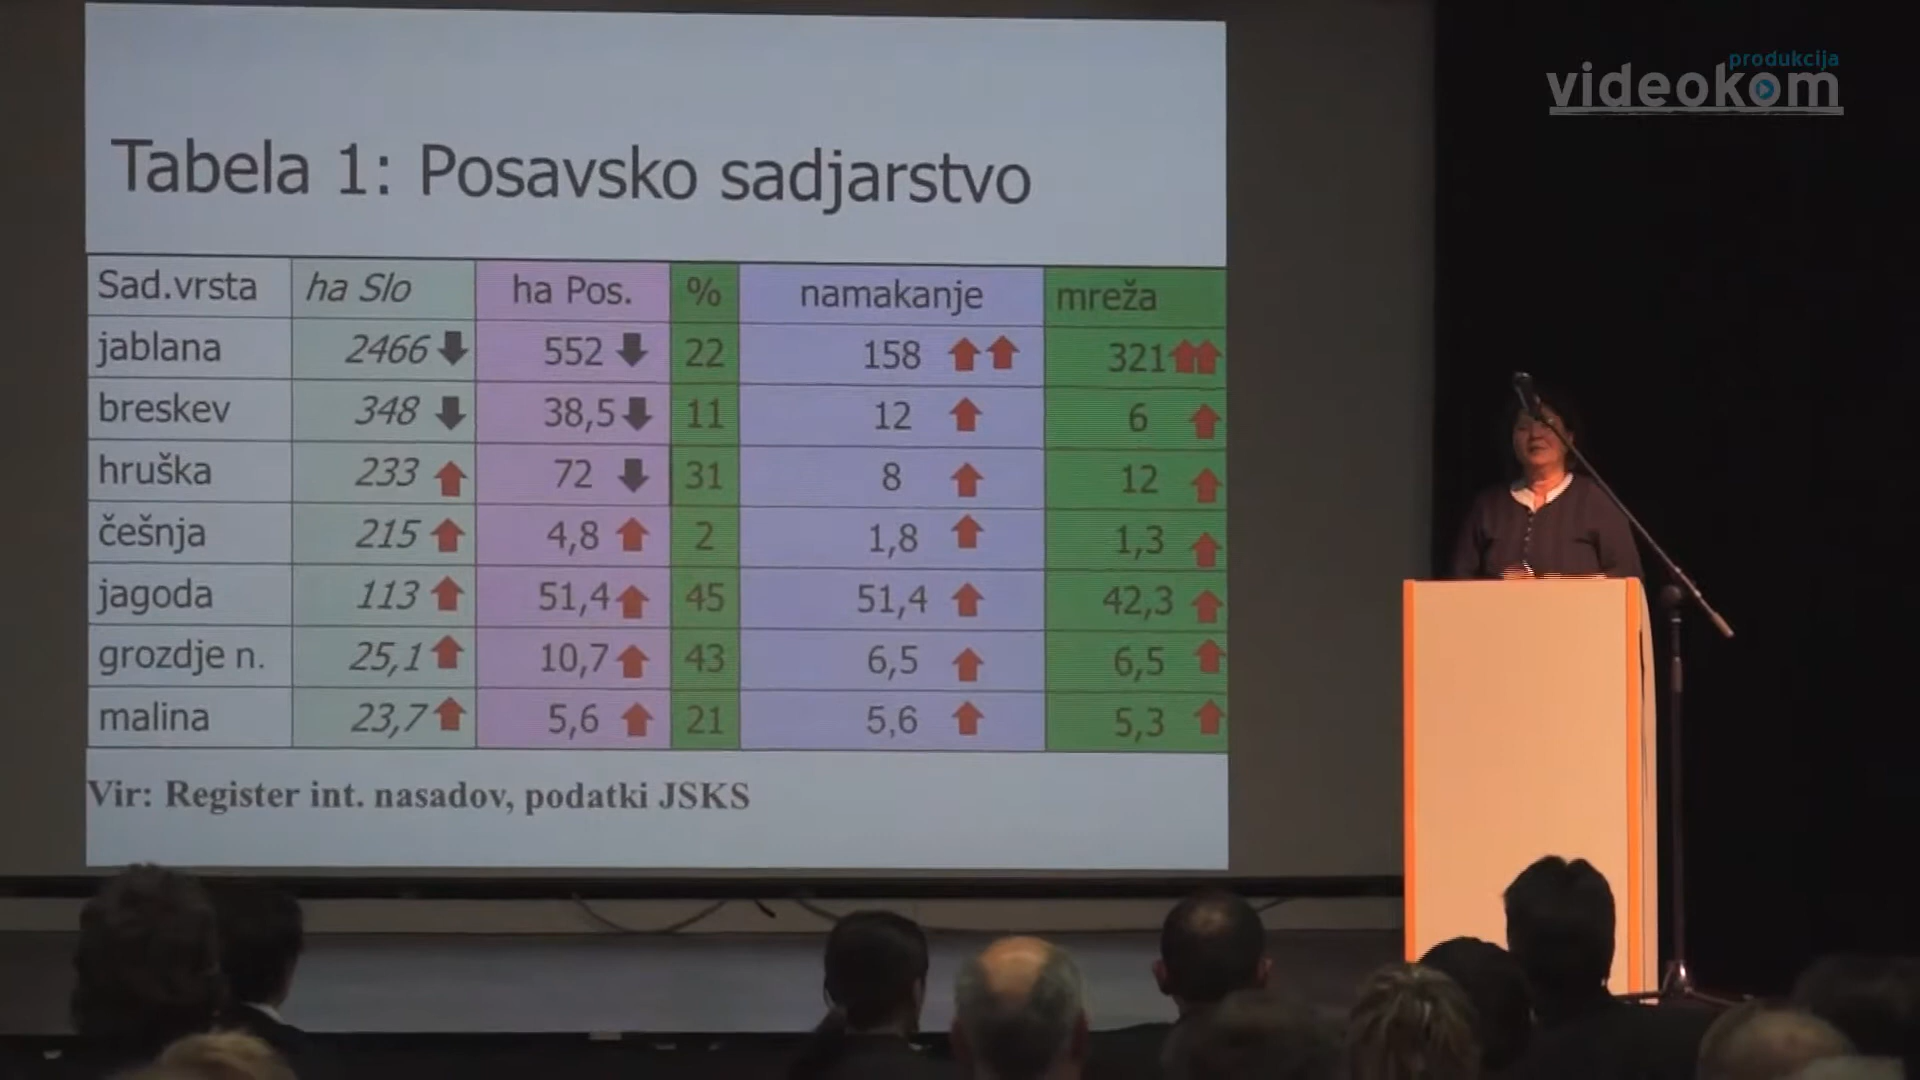 produkcija
videokom
Tabela 1: Posavsko sadjarstvo
Sad.vrsta ha Slo ha Pos. % namakanje mreža
jablana 2466 552 22 158 321
breskev 348 38,5 11 12 6
hruška 233 72 31 8 12
češnja 215 4,8 2 1,8 1,3
jagoda 113 51,4 45 51,4 42,3
grozdje n. 25,1 10,7 43 6,5 6,5
malina 23,7 5,6 21 5,6 5,3
Vir: Register int. nasadov, podatki JSKS